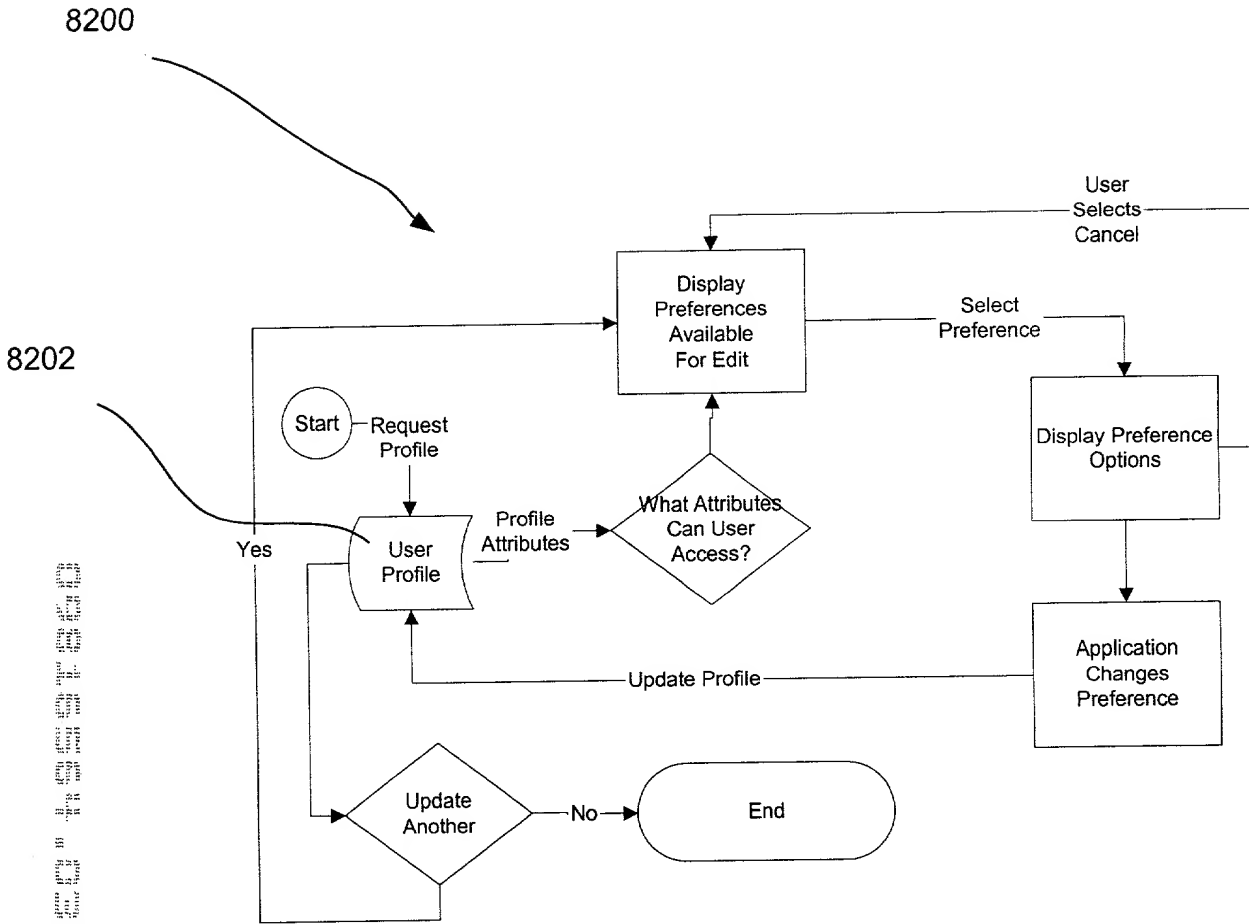 8200
User
Selects
Cancel
Display
Preferences
Available
For Edit
Select
Preference
8202
Start
Request
Profile
Display Preference
Options
What Attributes
Can User
Access?
Profile
Attributes
User
Profile
Yes
Application
Changes
Preference
Update Profile
Update
Another
No
End